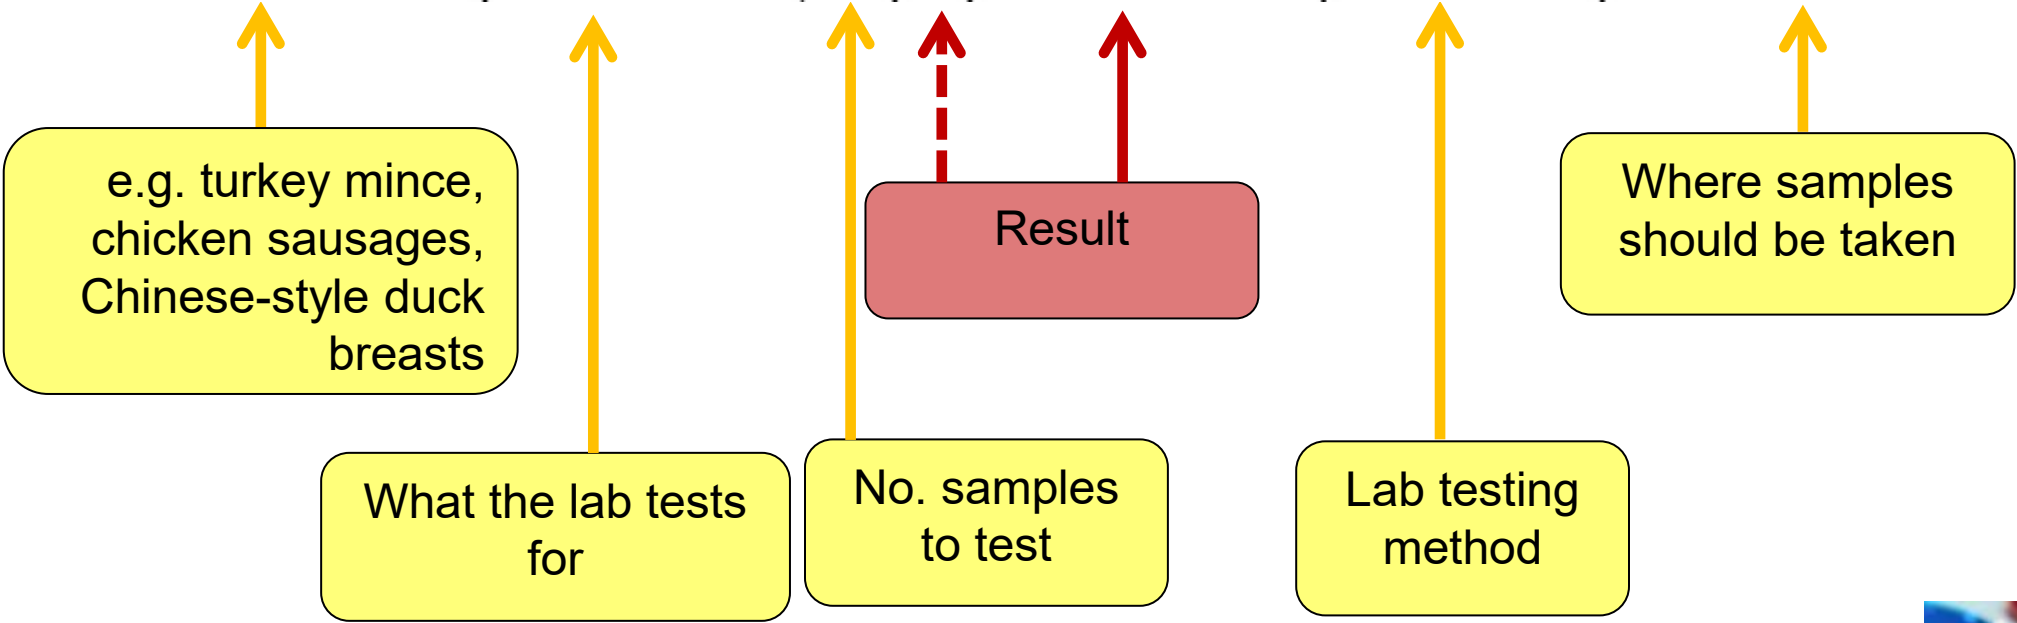 e.g. turkey mince,
chicken sausages,
Chinese-style duck
breasts
Result
Where samples
should be taken
What the lab tests
for
No. samples
to test
Lab testing
method